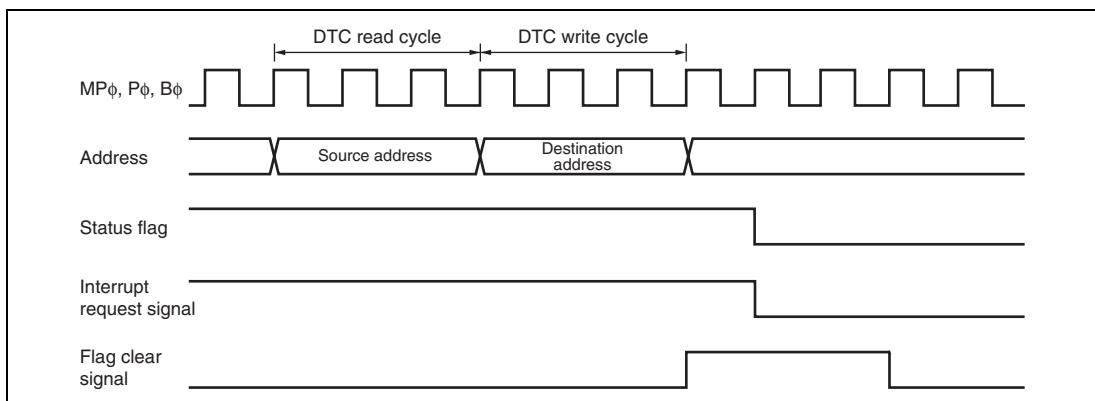 DTC read cycle DTC write cycle
MPϕ, Pϕ, Bϕ
Address
Source address
Destination
address
Status flag
Interrupt
request signal
Flag clear
signal